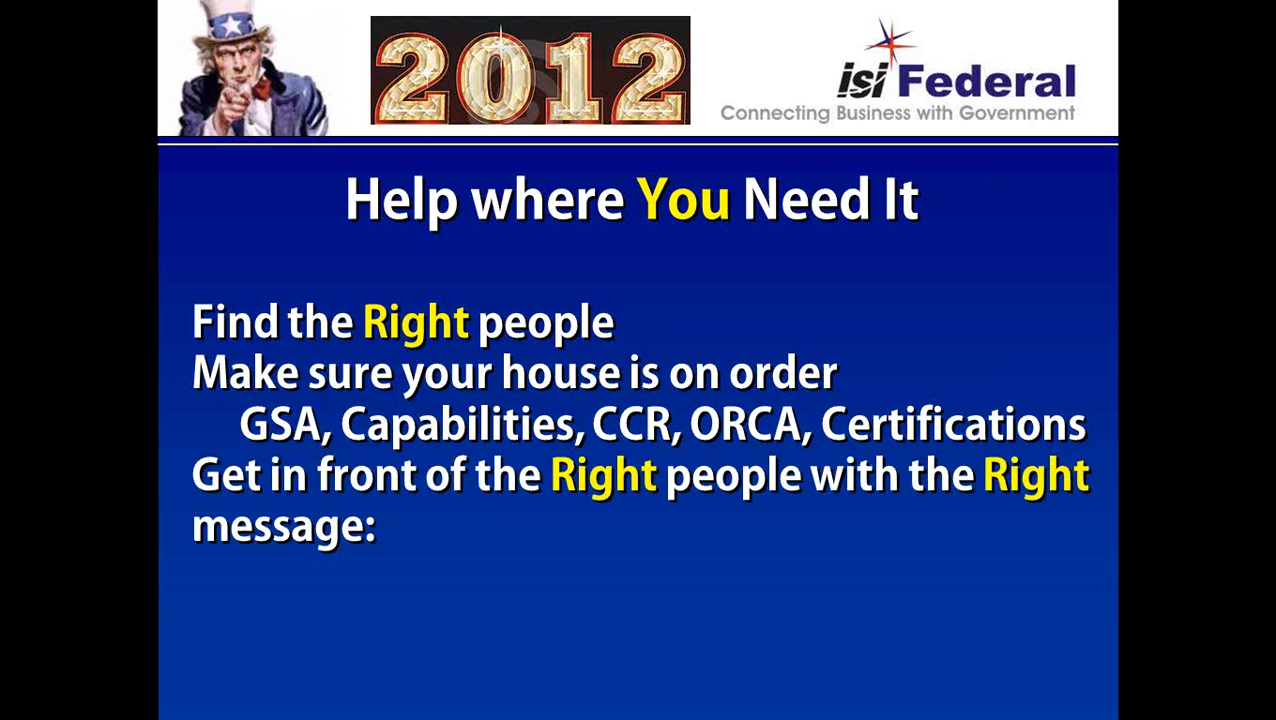 2012
isi Federal
Connecting Business with Government
Help where You Need It
Find the Right people
Make sure your house is on order
GSA, Capabilities, CCR, ORCA, Certifications
Get in front of the Right people with the Right
message: